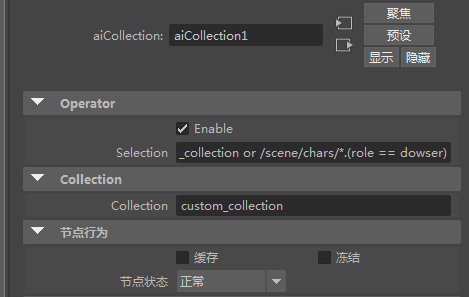 aiCollection: aiCollection1
聚焦
预设
显示 隐藏
Operator
Enable
Selection _collection or /scene/chars/*.(role == dowser)
Collection
Collection custom_collection
节点行为
缓存 冻结
节点状态 正常